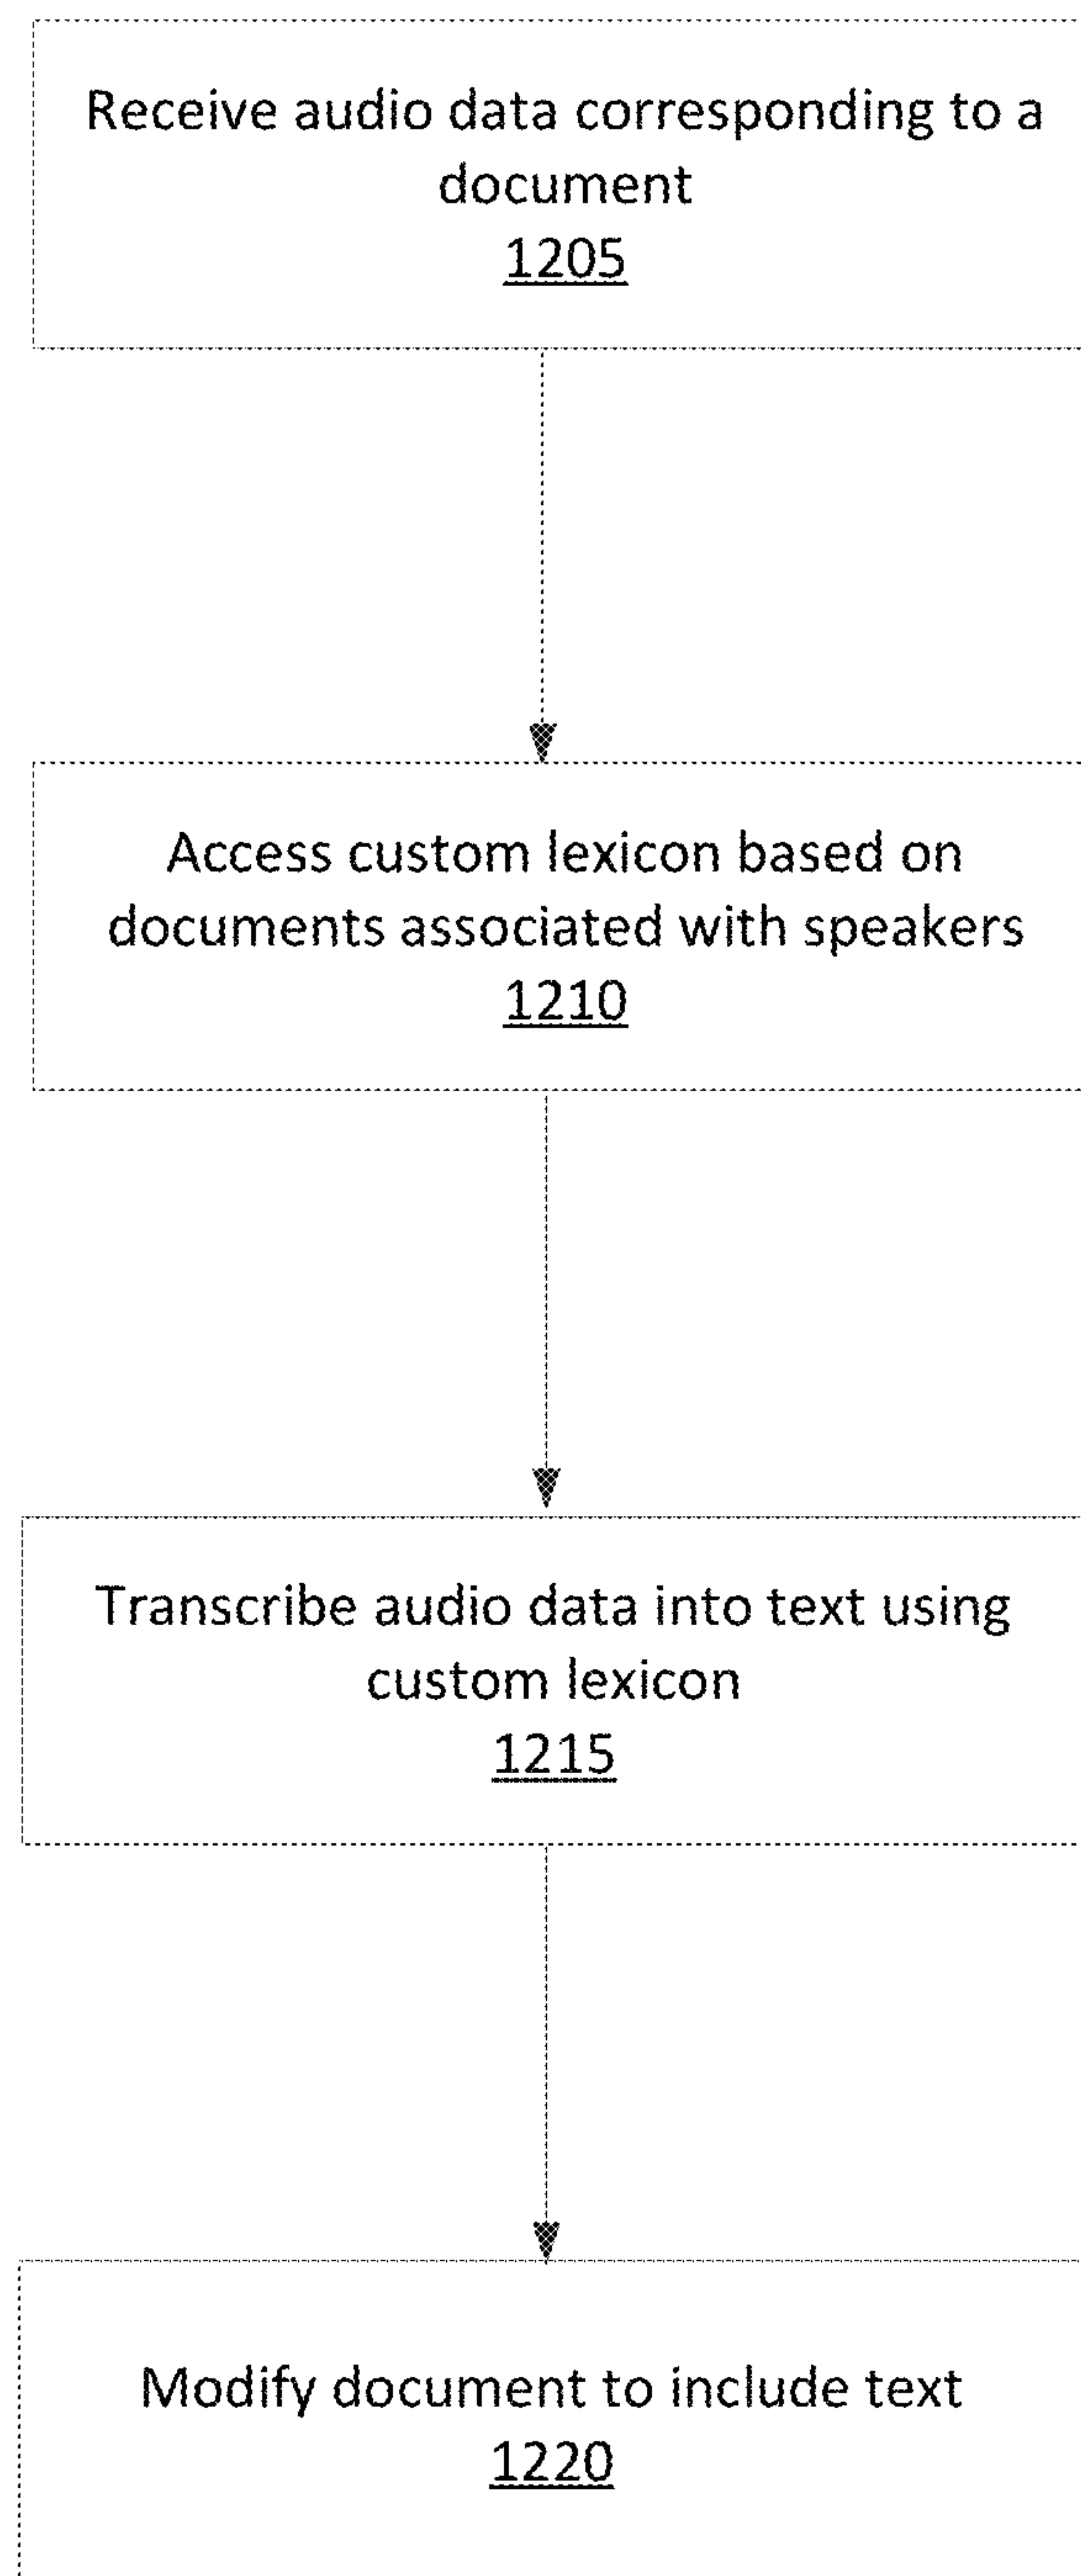 Receive audio data corresponding to a
document
1205
Access custom lexicon based on
documents associated with speakers
1210
Transcribe audio data into text using
custom lexicon
1215
Modify document to include text
1220